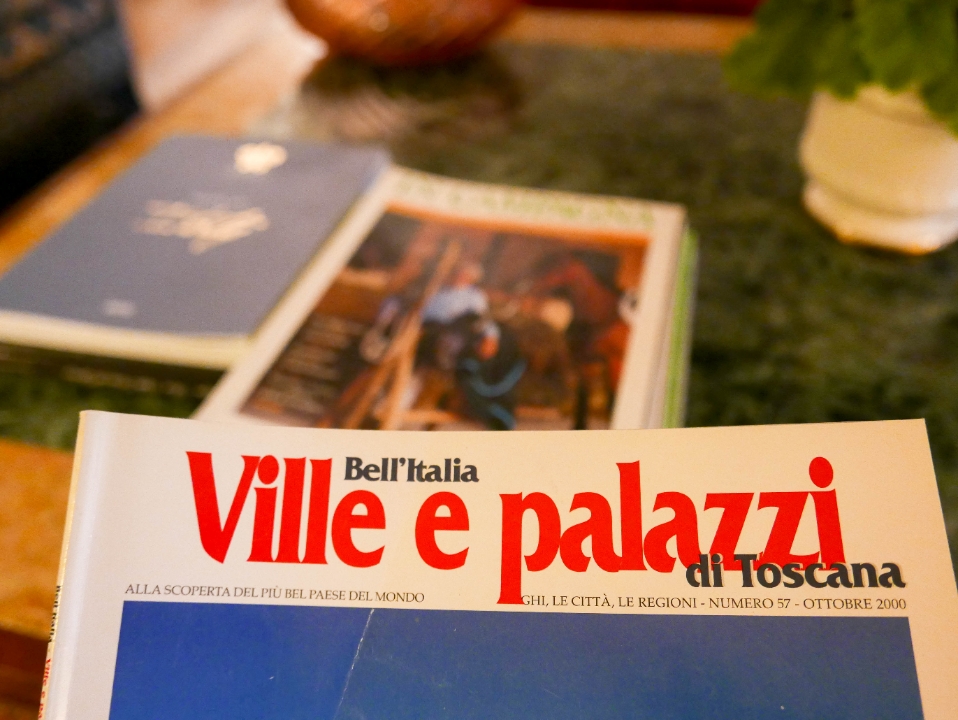 Bell'Italia
Ville e palazzi
di Toscana
ALLA SCOPERTA DEL PIÙ BEL PAESE DEL MONDO
GHI, LE CITTÀ, LE REGIONI - NUMERO 57 - OTTOBRE 2000